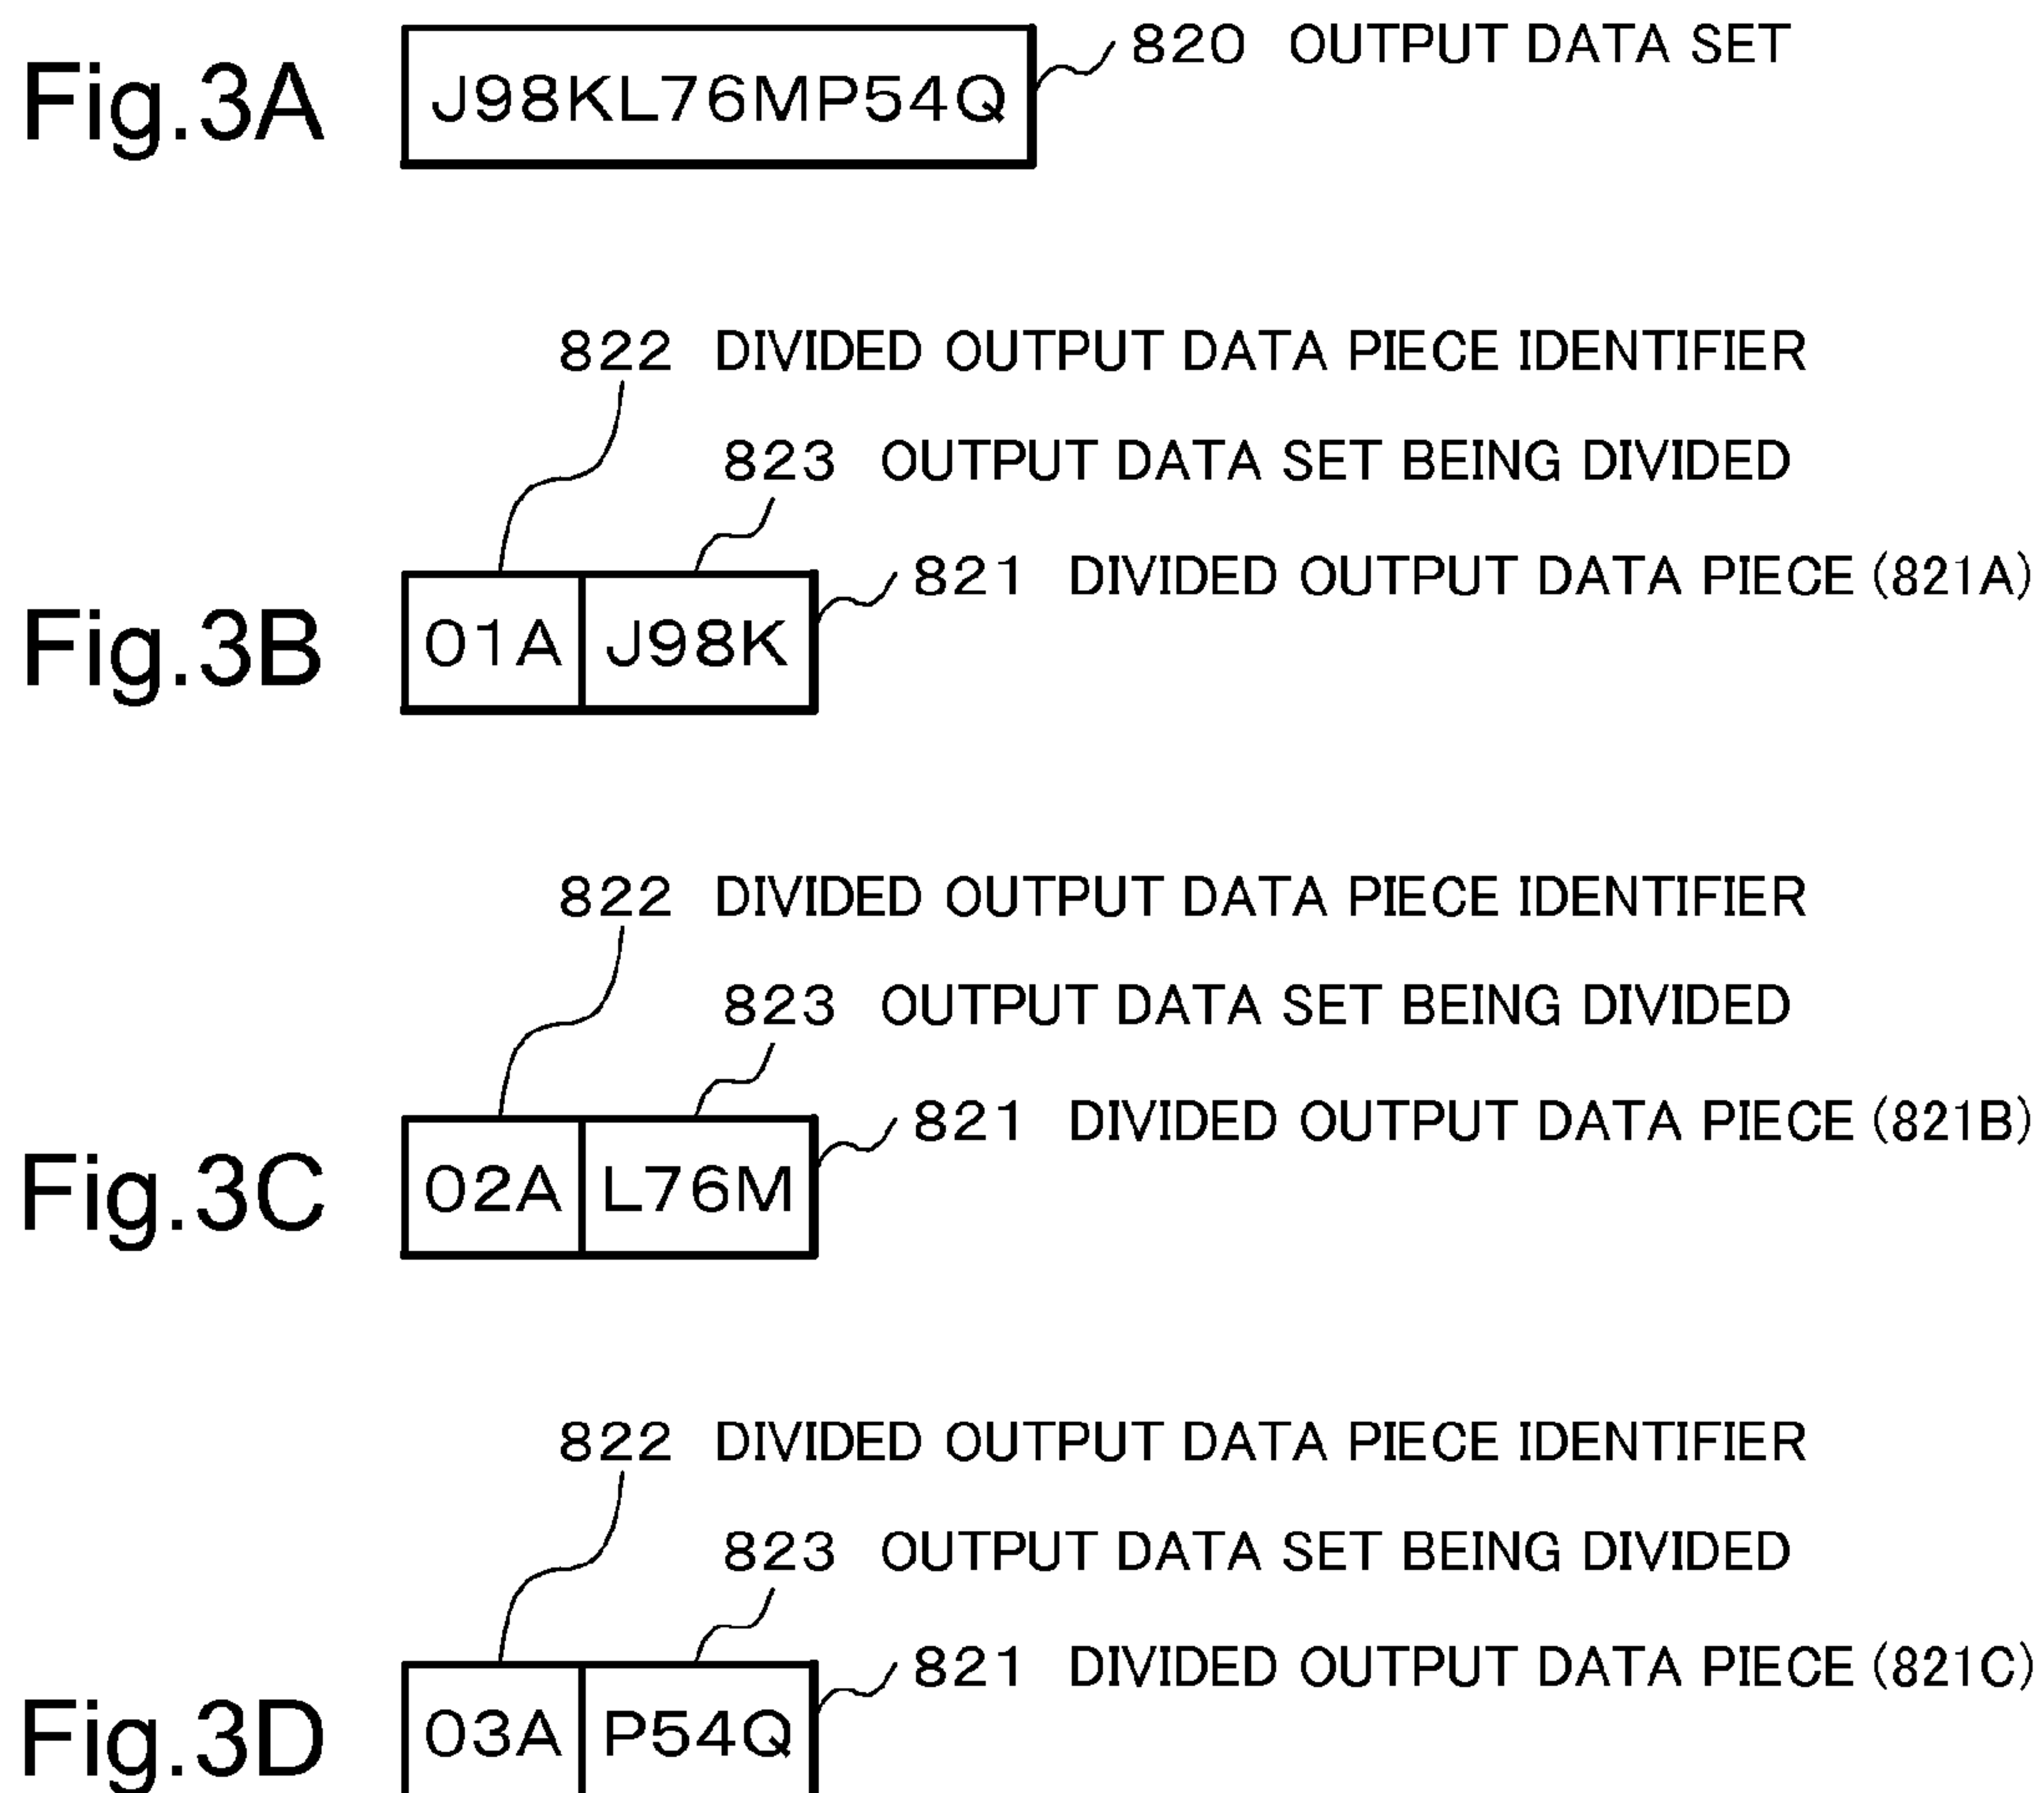 Fig.3A
J98KL76MP54Q
820 OUTPUT DATA SET
822 DIVIDED OUTPUT DATA PIECE IDENTIFIER
823 OUTPUT DATA SET BEING DIVIDED
821 DIVIDED OUTPUT DATA PIECE (821A)
Fig.3B
01A J98K
822 DIVIDED OUTPUT DATA PIECE IDENTIFIER
823 OUTPUT DATA SET BEING DIVIDED
821 DIVIDED OUTPUT DATA PIECE (821B)
Fig.3C
02A L76M
822 DIVIDED OUTPUT DATA PIECE IDENTIFIER
823 OUTPUT DATA SET BEING DIVIDED
821 DIVIDED OUTPUT DATA PIECE (821C)
Fig.3D
03A P54Q